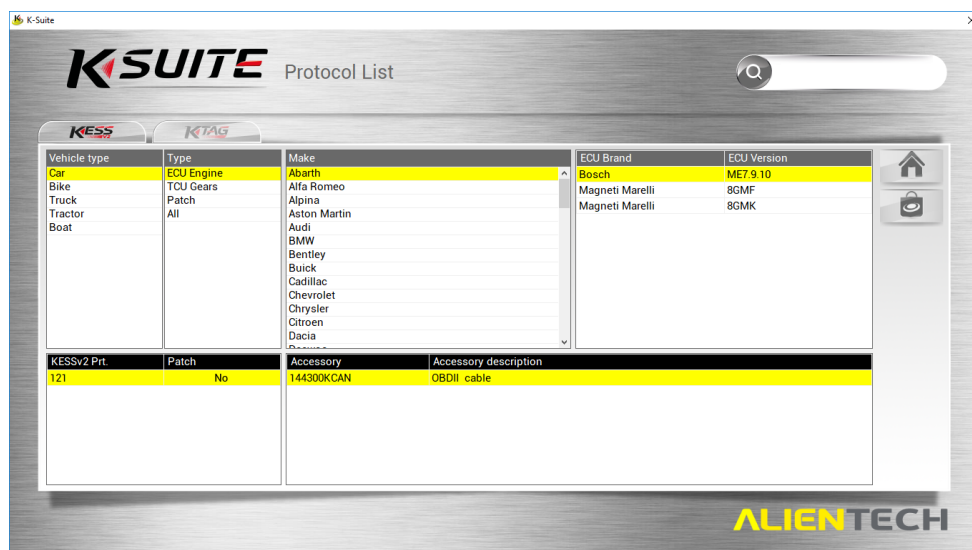 K-Suite
KSUITE Protocol List
KESS V2 KTAG
Vehicle type Type Make ECU Brand ECU Version
Car ECU Engine Abarth Bosch ME7.9.10
Bike TCU Gears Alfa Romeo Magneti Marelli 8GMF
Truck Patch Alpina Magneti Marelli 8GMK
Tractor All Aston Martin
Boat Audi
BMW
Bentley
Buick
Cadillac
Chevrolet
Chrysler
Citroen
Dacia
KESSv2 Prt. Patch Accessory Accessory description
121 No 144300KCAN OBDII cable
ALIENTECH